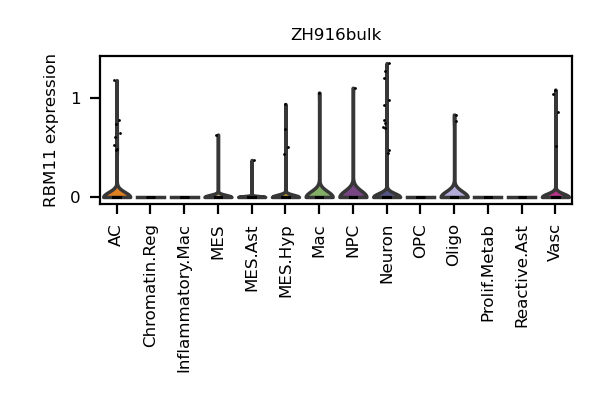 ZH916bulk
RBM11 expression
1
0
AC
Chromatin.Reg
Inflammatory.Mac
MES
MES.Ast
MES.Hyp
Mac
NPC
Neuron
OPC
Oligo
Prolif.Metab
Reactive.Ast
Vasc